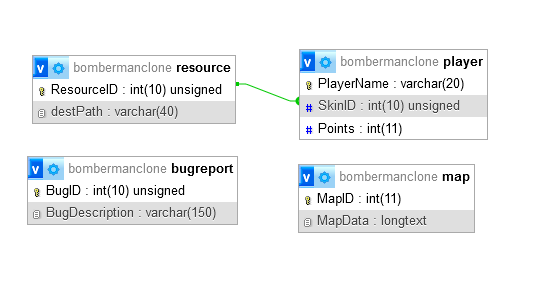 v bombermanclone resource
ResourceID : int(10) unsigned
destPath : varchar(40)
v bombermanclone player
PlayerName : varchar(20)
# SkinID : int(10) unsigned
# Points : int(11)
v bombermanclone bugreport
BugID : int(10) unsigned
BugDescription : varchar(150)
v bombermanclone map
MapID : int(11)
MapData : longtext